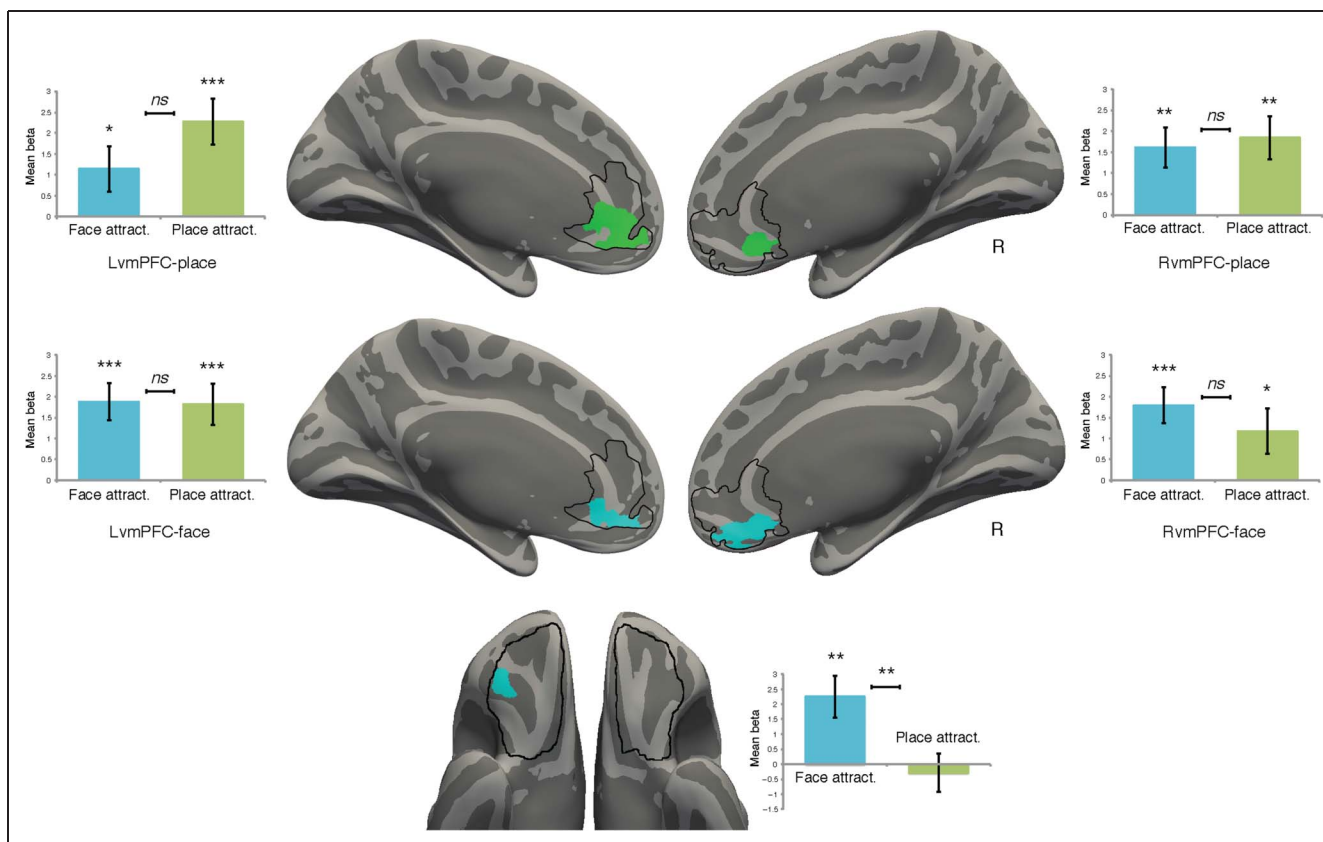 ***
ns
*
3
2.5
2
1.5
1
0.5
0
Mean beta
Face attract. Place attract.
LvmPFC-place
**
ns
**
3
2.5
2
1.5
1
0.5
0
Mean beta
Face attract. Place attract.
RvmPFC-place
R
***
ns
***
3
2.5
2
1.5
1
0.5
0
Mean beta
Face attract. Place attract.
LvmPFC-face
***
ns
*
3
2.5
2
1.5
1
0.5
0
Mean beta
Face attract. Place attract.
RvmPFC-face
R
**
**
3
2.5
2
1.5
1
0.5
0
−0.5
−1
−1.5
Mean beta
Place attract.
Face attract.